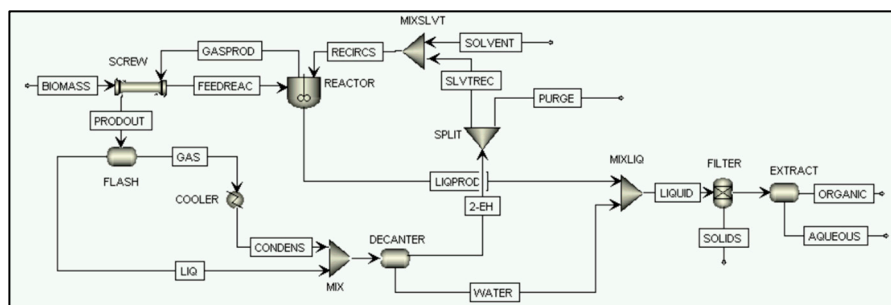 MIXSLVT
SOLVENT
SCREW
GASPROD
RECIRCS
SLVTREC
BIOMASS
FEEDREAC
REACTOR
PURGE
PRODOUT
SPLIT
GAS
MIXLIQ
FILTER
EXTRACT
FLASH
LIQPROD
LIQUID
ORGANIC
COOLER
2-EH
CONDENS
DECANTER
SOLIDS
AQUEOUS
LIQ
MIX
WATER